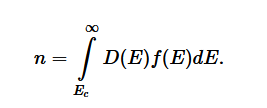 n = ∫_{E_c}^{∞} D(E)f(E)dE.